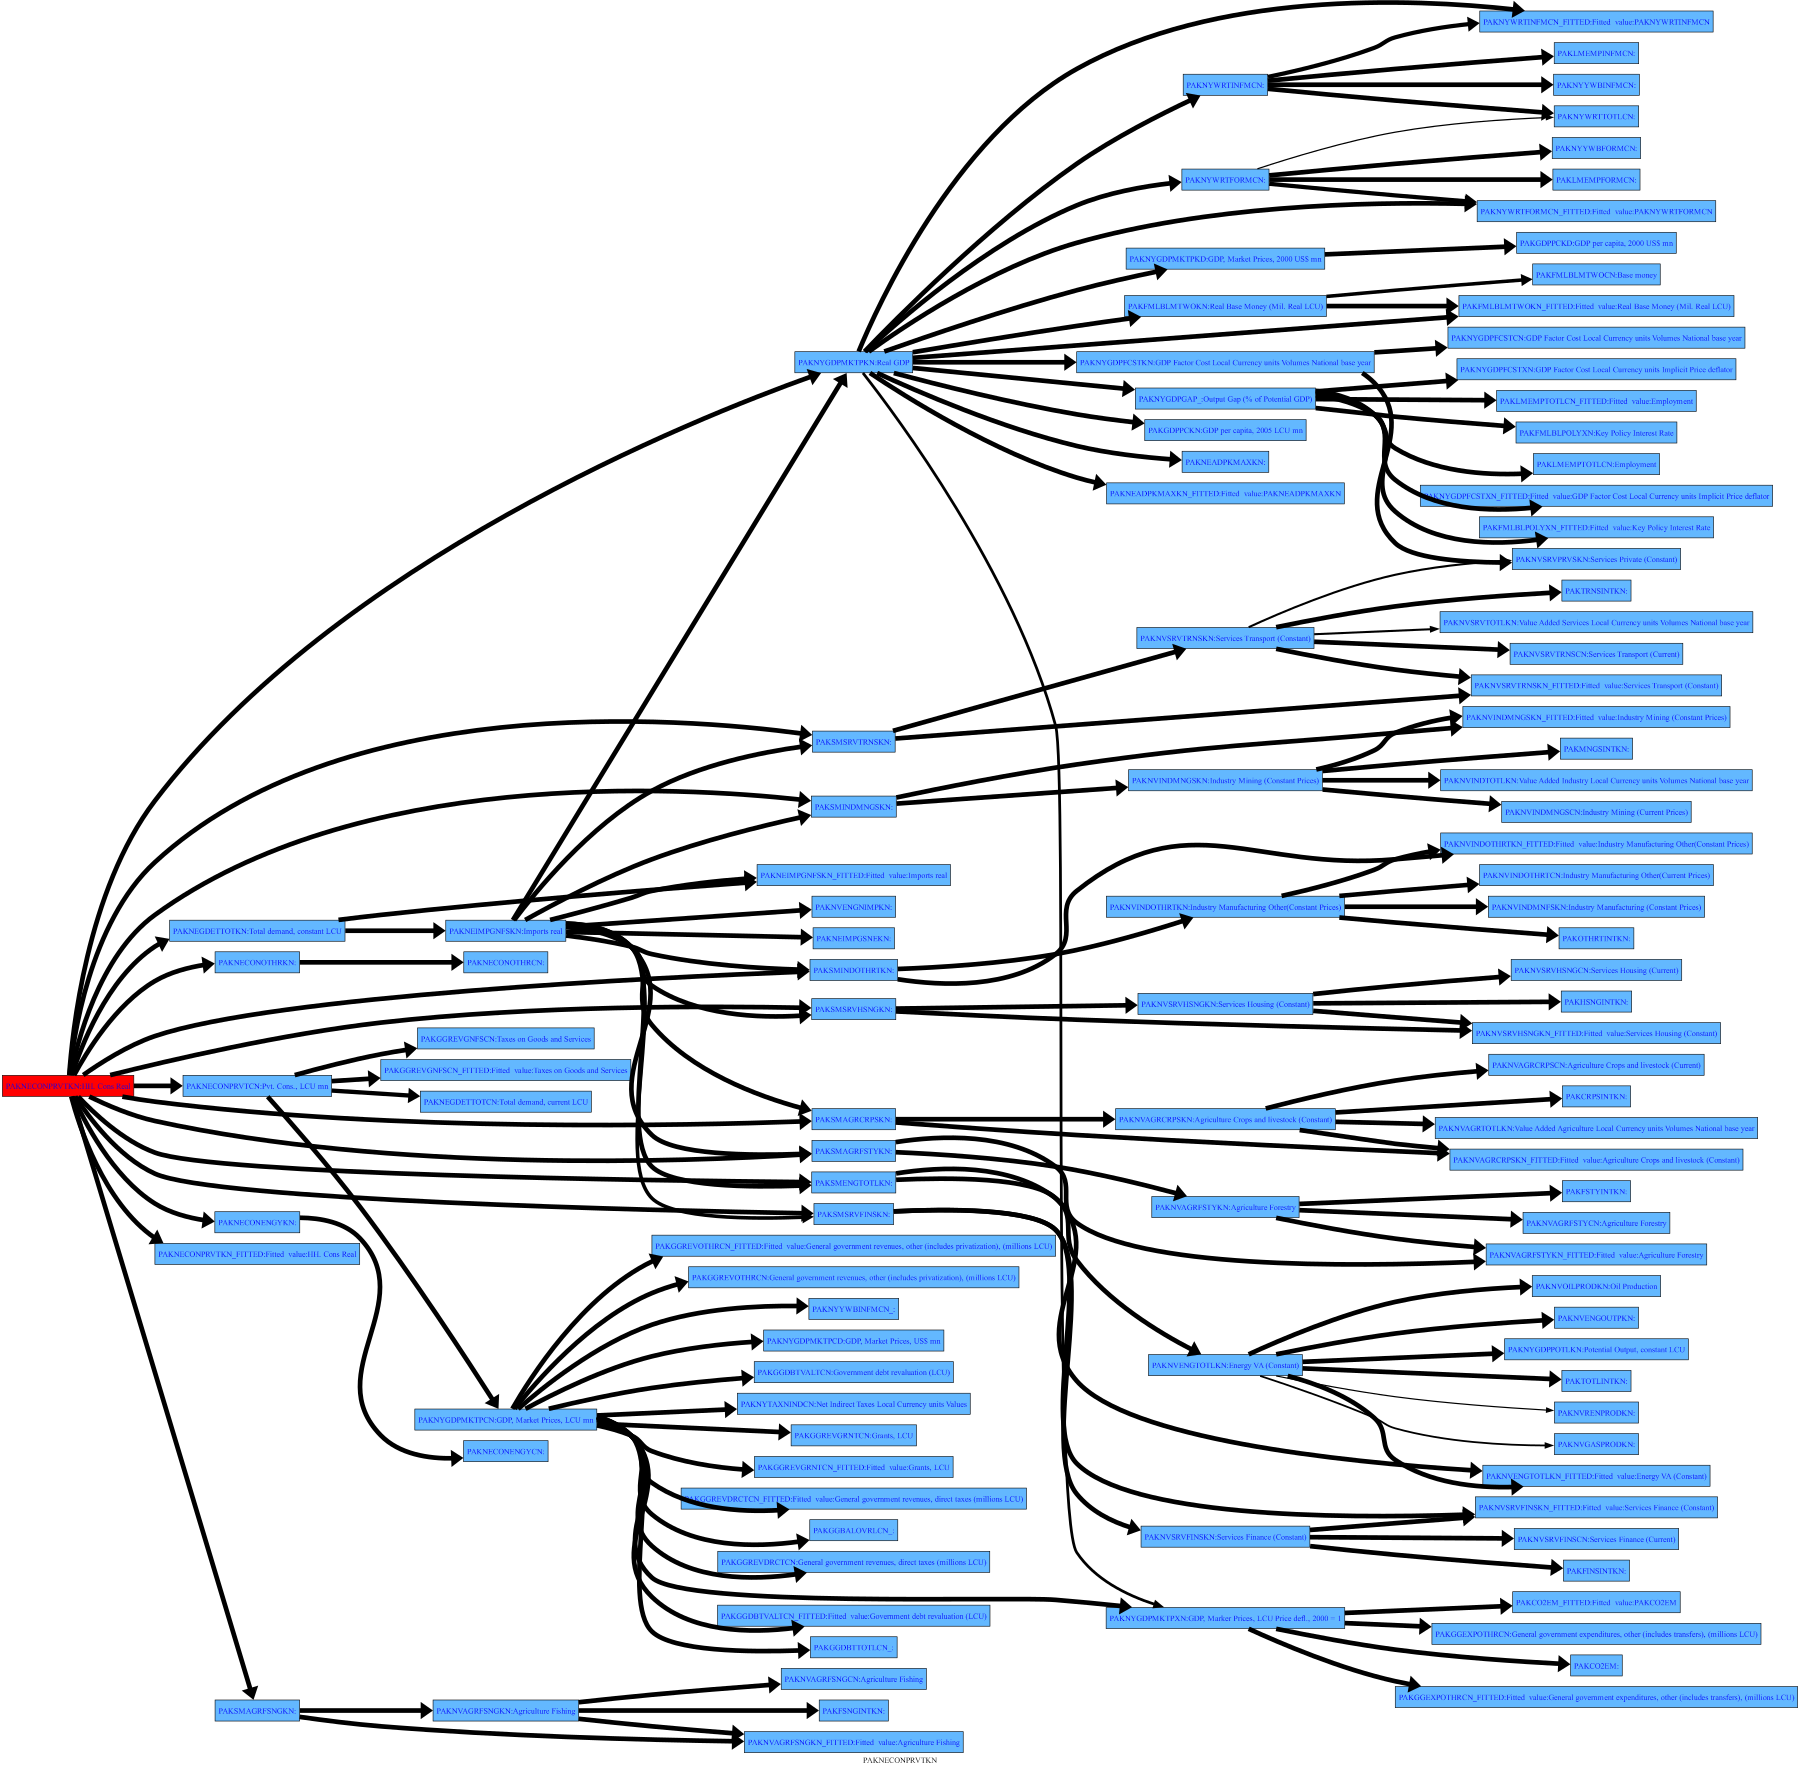 PAKNYWRTINFMCN_FITTED:Fitted value:PAKNYWRTINFMCN
PAKLMEMPINFMCN:
PAKNYWRTINFMCN:
PAKNYYWBINFMCN:
PAKNYWRTTOTLCN:
PAKNYYWBFORMCN:
PAKNYWRTFORMCN:
PAKLMEMPFORMCN:
PAKNYWRTFORMCN_FITTED:Fitted value:PAKNYWRTFORMCN
PAKGDPPCKD:GDP per capita, 2000 US$ mn
PAKNYGDPMKTPKD:GDP, Market Prices, 2000 US$ mn
PAKFMLBLMTWOCN:Base money
PAKFMLBLMTWOKN:Real Base Money (Mil. Real LCU)
PAKFMLBLMTWOKN_FITTED:Fitted value:Real Base Money (Mil. Real LCU)
PAKNYGDPFCSTCN:GDP Factor Cost Local Currency units Volumes National base year
PAKNYGDPMKTPKN:Real GDP
PAKNYGDPFCSTKN:GDP Factor Cost Local Currency units Volumes National base year
PAKNYGDPFCSTXN:GDP Factor Cost Local Currency units Implicit Price deflator
PAKNYGDPGAP_:Output Gap (% of Potential GDP)
PAKLMEMPTOTLCN_FITTED:Fitted value:Employment
PAKGDPPCKN:GDP per capita, 2005 LCU mn
PAKFMLBLPOLYXN:Key Policy Interest Rate
PAKNEADPKMAXKN:
PAKLMEMPTOTLCN:Employment
PAKNEADPKMAXKN_FITTED:Fitted value:PAKNEADPKMAXKN
PAKNYGDPFCSTXN_FITTED:Fitted value:GDP Factor Cost Local Currency units Implicit Price deflator
PAKFMLBLPOLYXN_FITTED:Fitted value:Key Policy Interest Rate
PAKNVSRVPRVSKN:Services Private (Constant)
PAKTRNSINTKN:
PAKNVSRVTOTLKN:Value Added Services Local Currency units Volumes National base year
PAKNVSRVTRNSKN:Services Transport (Constant)
PAKNVSRVTRNSCN:Services Transport (Current)
PAKNVSRVTRNSKN_FITTED:Fitted value:Services Transport (Constant)
PAKNVINDMNGSKN_FITTED:Fitted value:Industry Mining (Constant Prices)
PAKSMSRVTRNSKN:
PAKMNGSINTKN:
PAKNVINDMNGSKN:Industry Mining (Constant Prices)
PAKNVINDTOTLKN:Value Added Industry Local Currency units Volumes National base year
PAKSMINDMNGSKN:
PAKNVINDMNGSCN:Industry Mining (Current Prices)
PAKNVINDOTHRTKN_FITTED:Fitted value:Industry Manufacturing Other(Constant Prices)
PAKNEIMPGNFSKN_FITTED:Fitted value:Imports real
PAKNVINDOTHRTCN:Industry Manufacturing Other(Current Prices)
PAKNVENGNIMPKN:
PAKNVINDOTHRTKN:Industry Manufacturing Other(Constant Prices)
PAKNVINDMNFSKN:Industry Manufacturing (Constant Prices)
PAKNEGDETTOTKN:Total demand, constant LCU
PAKNEIMPGNFSKN:Imports real
PAKNEIMPGSNEKN:
PAKOTHRTINTKN:
PAKNECONOTHRKN:
PAKNECONOTHRCN:
PAKSMINDOTHRTKN:
PAKNVSRVHSNGCN:Services Housing (Current)
PAKSMSRVHSNGKN:
PAKNVSRVHSNGKN:Services Housing (Constant)
PAKHSNGINTKN:
PAKGGREVGNFSCN:Taxes on Goods and Services
PAKNVSRVHSNGKN_FITTED:Fitted value:Services Housing (Constant)
PAKGGREVGNFSCN_FITTED:Fitted value:Taxes on Goods and Services
PAKNVAGRCRPSCN:Agriculture Crops and livestock (Current)
PAKNECONPRVTKN:HH. Cons Real
PAKNECONPRVTCN:Pvt. Cons., LCU mn
PAKNEGDETTOTCN:Total demand, current LCU
PAKCRPSINTKN:
PAKSMAGRCRPSKN:
PAKNVAGRCRPSKN:Agriculture Crops and livestock (Constant)
PAKNVAGRTOTLKN:Value Added Agriculture Local Currency units Volumes National base year
PAKSMAGRFSTYKN:
PAKNVAGRCRPSKN_FITTED:Fitted value:Agriculture Crops and livestock (Constant)
PAKSMENGTOTLKN:
PAKFSTYINTKN:
PAKNVAGRFSTYKN:Agriculture Forestry
PAKSMSRVFINSKN:
PAKNECONENGYKN:
PAKNVAGRFSTYCN:Agriculture Forestry
PAKNECONPRVTKN_FITTED:Fitted value:HH. Cons Real
PAKGGREVOTHRCN_FITTED:Fitted value:General government revenues, other (includes privatization), (millions LCU)
PAKNVAGRFSTYKN_FITTED:Fitted value:Agriculture Forestry
PAKGGREVOTHRCN:General government revenues, other (includes privatization), (millions LCU)
PAKNVOILPRODKN:Oil Production
PAKNYYWBINFMCN_:
PAKNVENGOUTPKN:
PAKNYGDPMKTPCD:GDP, Market Prices, US$ mn
PAKNYGDPPOTLKN:Potential Output, constant LCU
PAKNVENGTOTLKN:Energy VA (Constant)
PAKGGDBTVALTCN:Government debt revaluation (LCU)
PAKTOTLINTKN:
PAKNYTAXNINDCN:Net Indirect Taxes Local Currency units Values
PAKNVRENPRODKN:
PAKNYGDPMKTPCN:GDP, Market Prices, LCU mn
PAKGGREVGRNTCN:Grants, LCU
PAKNVGASPRODKN:
PAKNECONENGYCN:
PAKGGREVGRNTCN_FITTED:Fitted value:Grants, LCU
PAKNVENGTOTLKN_FITTED:Fitted value:Energy VA (Constant)
PAKGGREVDRCTCN_FITTED:Fitted value:General government revenues, direct taxes (millions LCU)
PAKNVSRVFINSKN_FITTED:Fitted value:Services Finance (Constant)
PAKGGBALOVRLCN_:
PAKNVSRVFINSKN:Services Finance (Constant)
PAKNVSRVFINSCN:Services Finance (Current)
PAKGGREVDRCTCN:General government revenues, direct taxes (millions LCU)
PAKFINSINTKN:
PAKCO2EM_FITTED:Fitted value:PAKCO2EM
PAKGGDBTVALTCN_FITTED:Fitted value:Government debt revaluation (LCU)
PAKNYGDPMKTPXN:GDP, Marker Prices, LCU Price defl., 2000 = 1
PAKGGEXPOTHRCN:General government expenditures, other (includes transfers), (millions LCU)
PAKGGDBTTOTLCN_:
PAKCO2EM:
PAKNVAGRFSNGCN:Agriculture Fishing
PAKGGEXPOTHRCN_FITTED:Fitted value:General government expenditures, other (includes transfers), (millions LCU)
PAKSMAGRFSNGKN:
PAKNVAGRFSNGKN:Agriculture Fishing
PAKFSNGINTKN:
PAKNVAGRFSNGKN_FITTED:Fitted value:Agriculture Fishing
PAKNECONPRVTKN